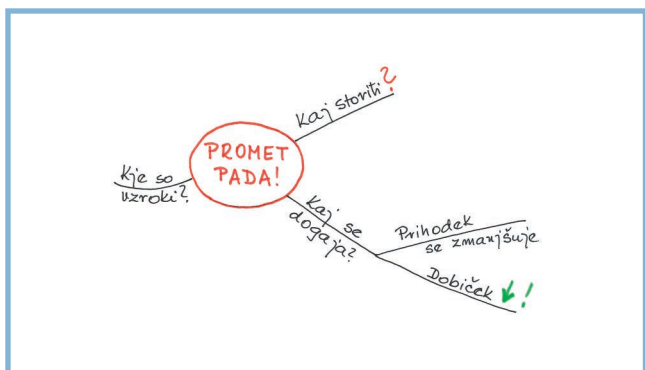 Kaj storiti?
PROMET
PADA!
Kje so
vzroki?
Kaj se
dogaja?
Prihodek
se zmanjšuje
Dobiček ↓!